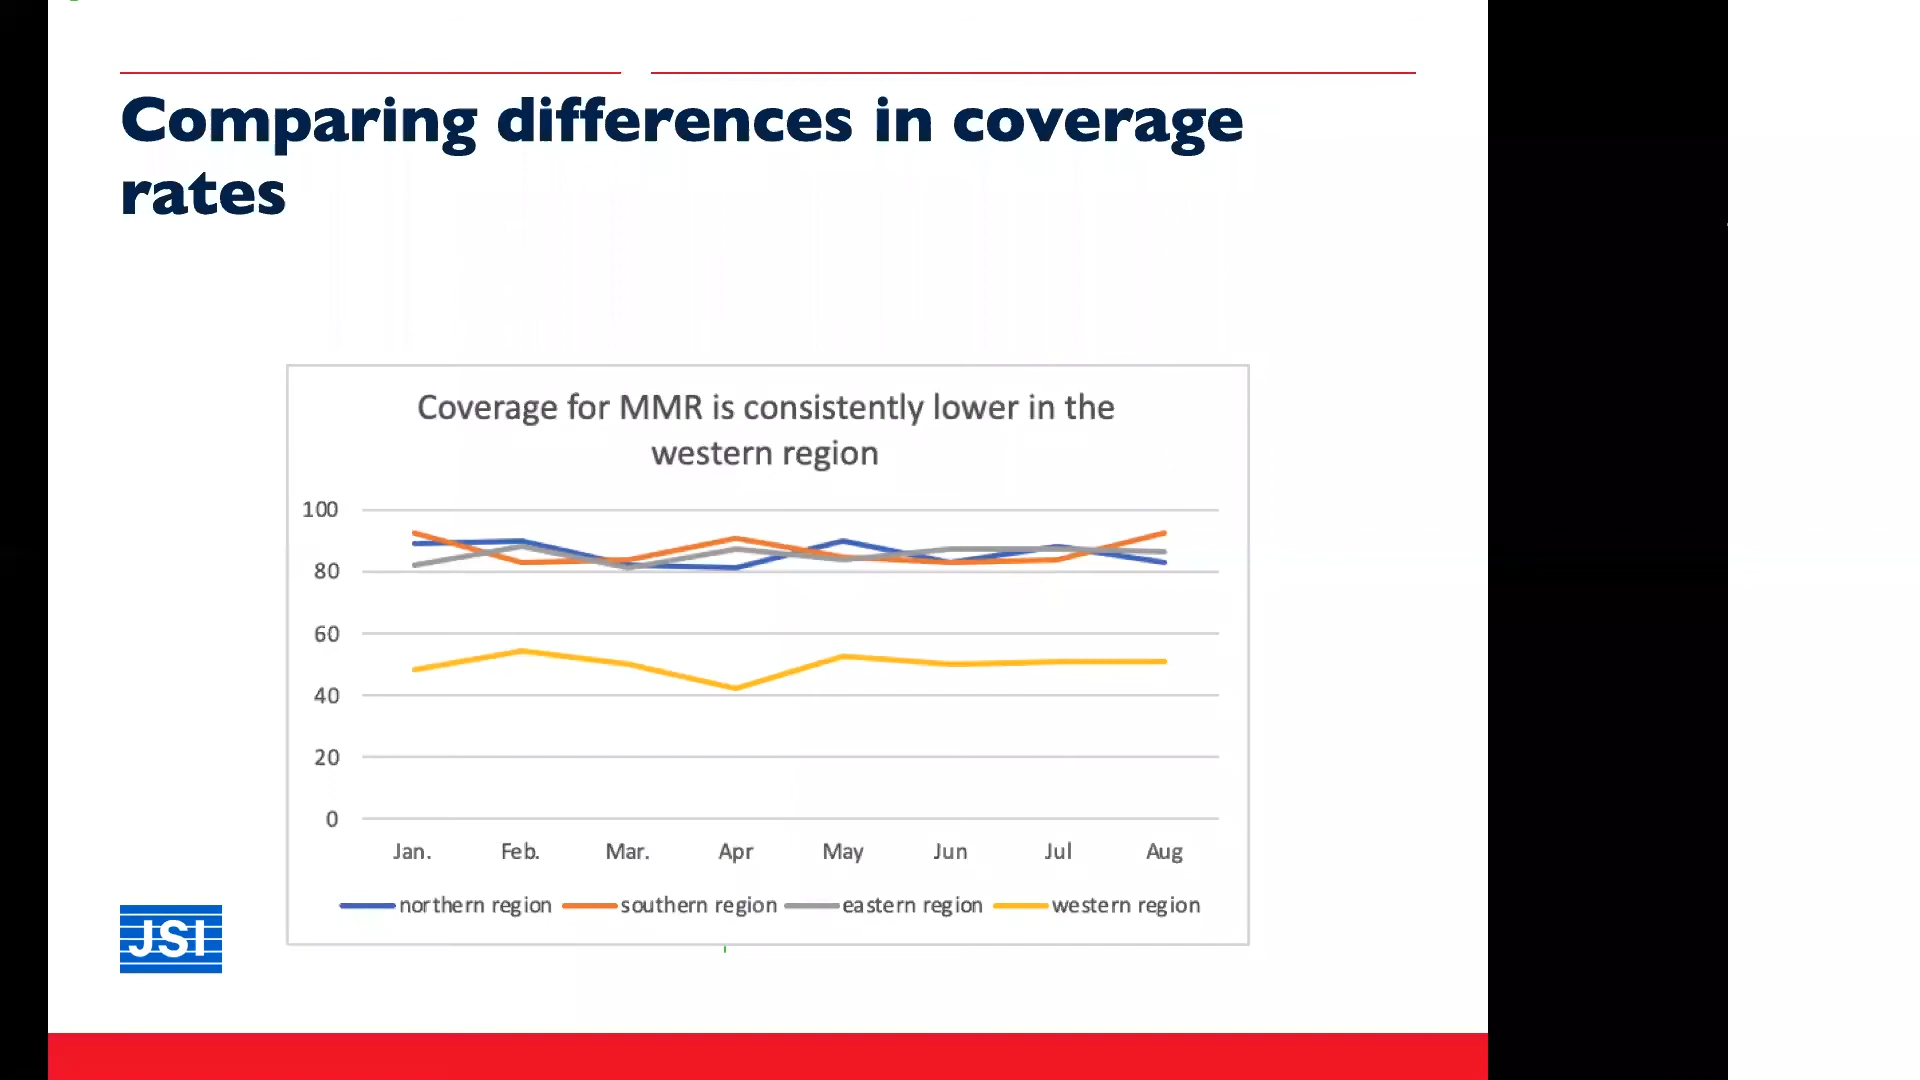 Comparing differences in coverage
rates
Coverage for MMR is consistently lower in the
western region
100
80
60
40
20
0
Jan. Feb. Mar. Apr May Jun Jul Aug
northern region southern region eastern region western region
JSI